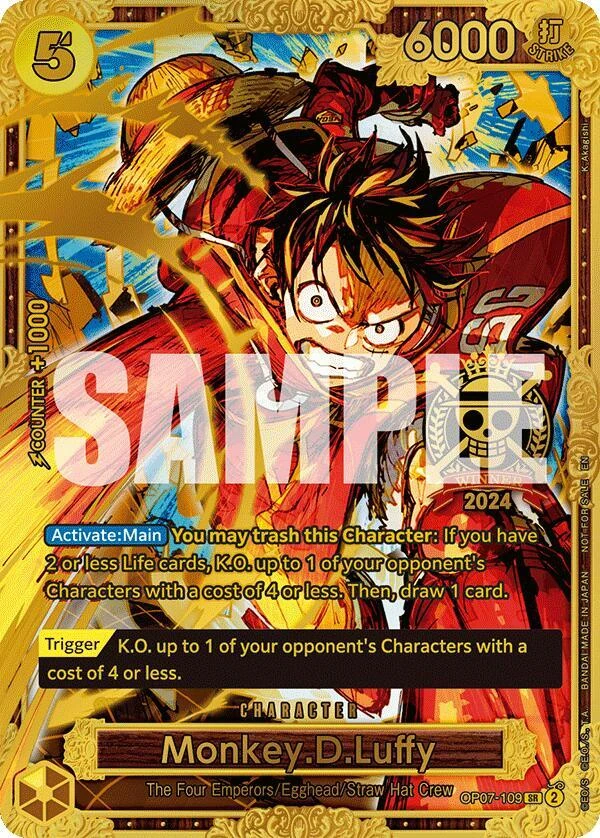 5
6000
打
STRIKE
K.Akagishi
COUNTER +1000
SAMPLE
WINNER
2024
Activate:Main You may trash this Character: If you have
2 or less Life cards, K.O. up to 1 of your opponent's
Characters with a cost of 4 or less. Then, draw 1 card.
Trigger K.O. up to 1 of your opponent's Characters with a
cost of 4 or less.
CHARACTER
Monkey.D.Luffy
The Four Emperors/Egghead/Straw Hat Crew
OP07-109 SR 2
©E.O./S. ©E.O./S.,T.A. BANDAI MADE IN JAPAN NOT FOR SALE EN